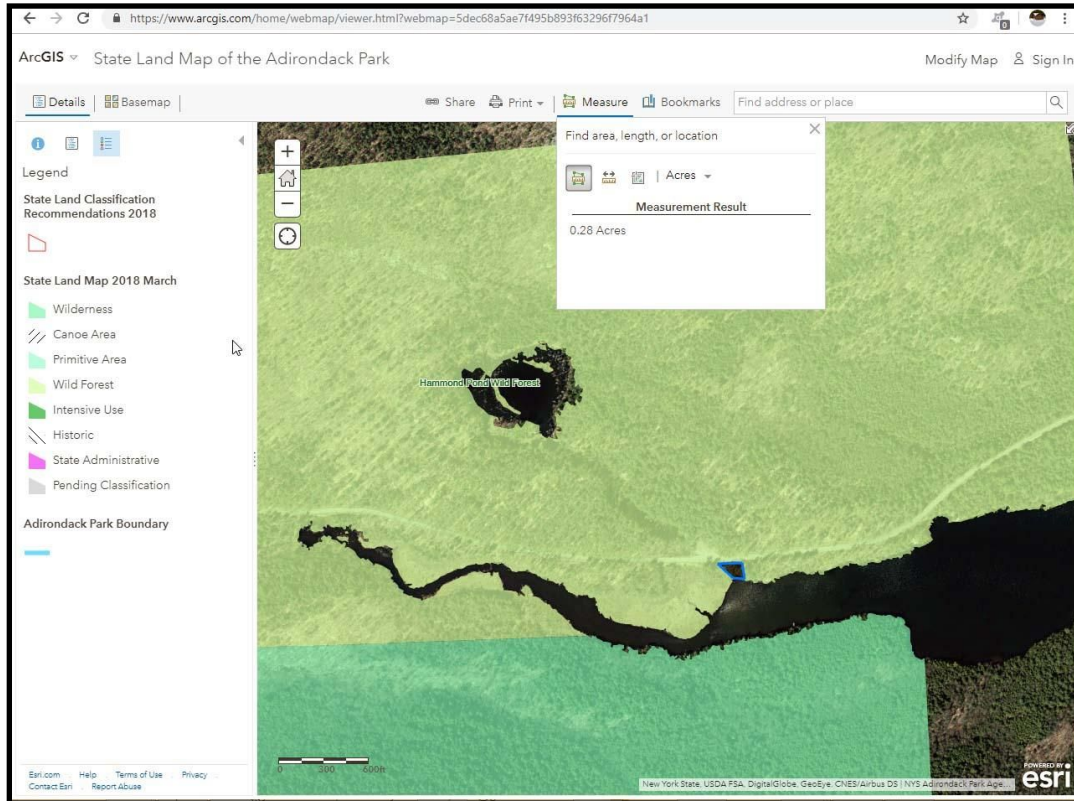 https://www.arcgis.com/home/webmap/viewer.html?webmap=5dec68a5ae7f495b893f63296f7964a1
0
ArcGIS State Land Map of the Adirondack Park
Modify Map Sign In
Details Basemap Share Print Measure Bookmarks Find address or place
Find area, length, or location
Acres
Measurement Result
0.28 Acres
Legend
State Land Classification
Recommendations 2018
State Land Map 2018 March
Wilderness
Canoe Area
Primitive Area
Wild Forest
Intensive Use
Historic
State Administrative
Pending Classification
Adirondack Park Boundary
Hammond Pond Wild Forest
0 300 600ft
Esri.com Help Terms of Use Privacy
Contact Esri Report Abuse
New York State, USDA FSA, DigitalGlobe, GeoEye, CNES/Airbus DS | NYS Adirondack Park Age...
POWERED BY
esri